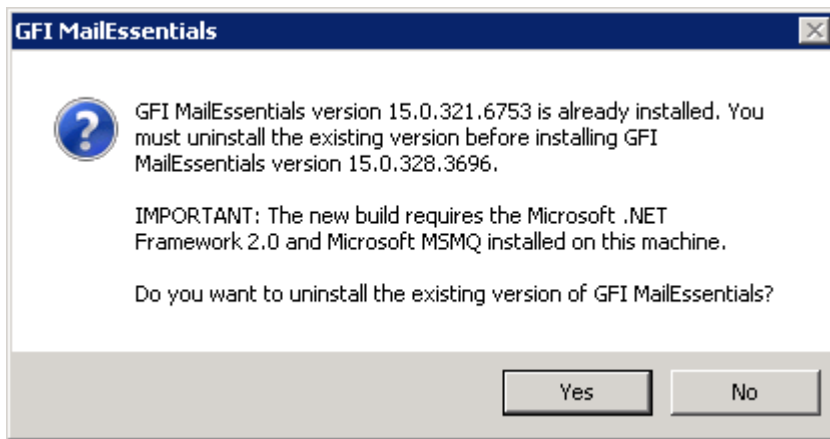 GFI MailEssentials
GFI MailEssentials version 15.0.321.6753 is already installed. You
must uninstall the existing version before installing GFI
MailEssentials version 15.0.328.3696.
IMPORTANT: The new build requires the Microsoft .NET
Framework 2.0 and Microsoft MSMQ installed on this machine.
Do you want to uninstall the existing version of GFI MailEssentials?
Yes
No